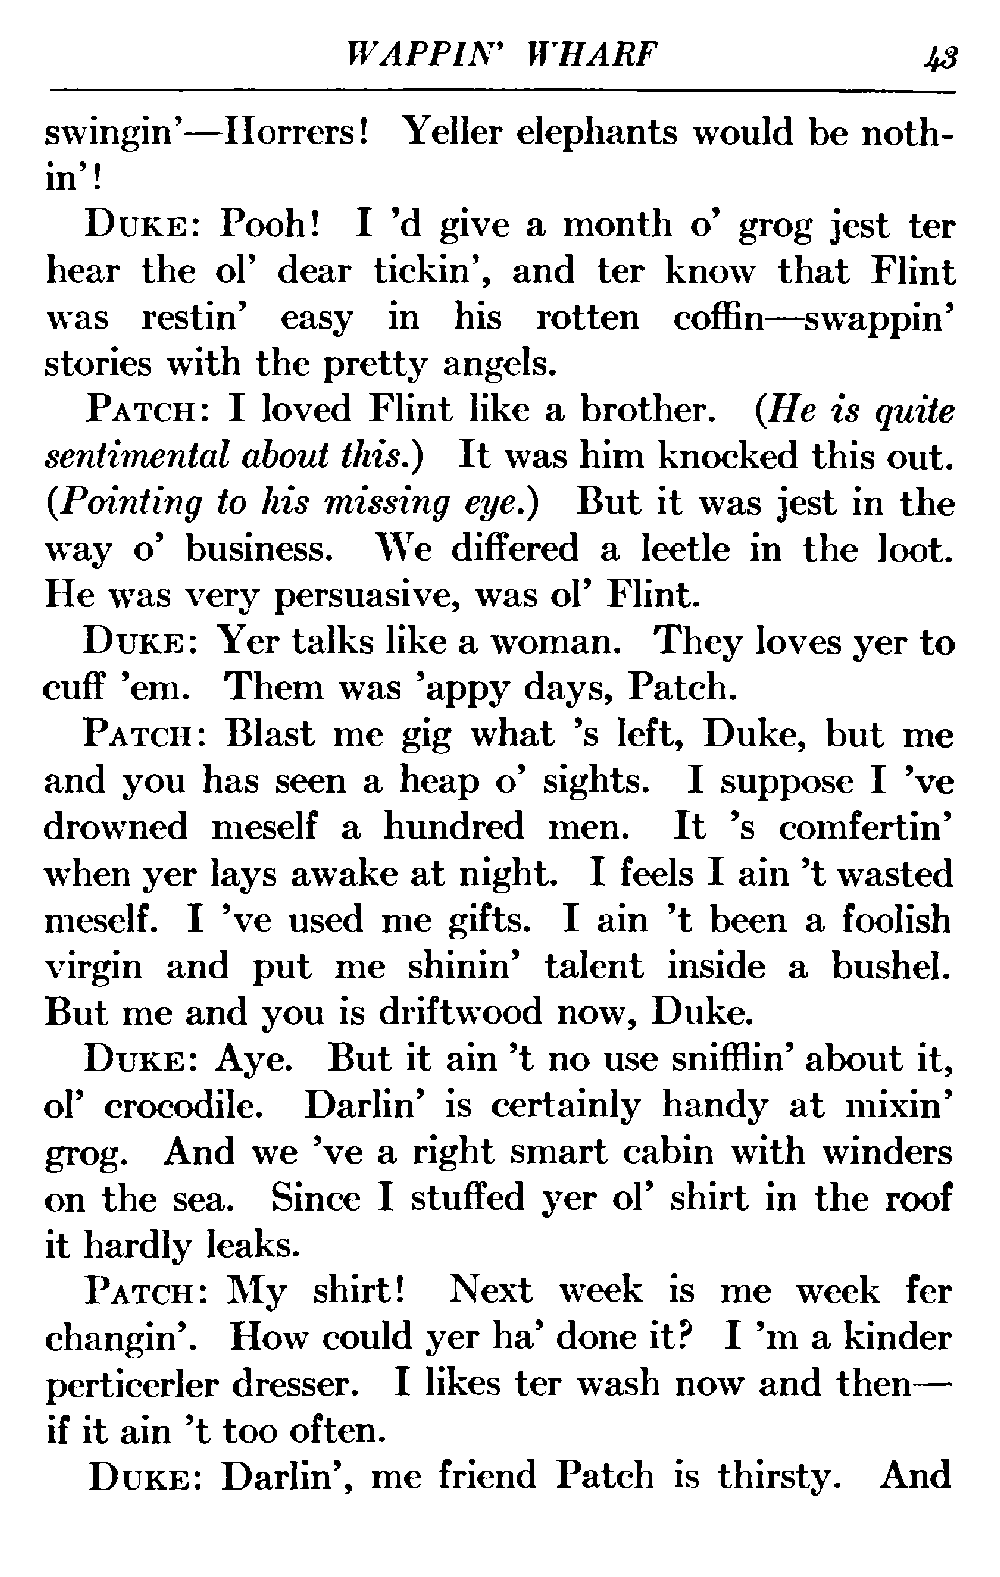 WAPPIN' WHARF 43
swingin'—Horrers! Yeller elephants would be noth-
in'!
DUKE: Pooh! I 'd give a month o' grog jest ter
hear the ol' dear tickin', and ter know that Flint
was restin' easy in his rotten coffin—swappin'
stories with the pretty angels.
PATCH: I loved Flint like a brother. (He is quite
sentimental about this.) It was him knocked this out.
(Pointing to his missing eye.) But it was jest in the
way o' business. We differed a leetle in the loot.
He was very persuasive, was ol' Flint.
DUKE: Yer talks like a woman. They loves yer to
cuff 'em. Them was 'appy days, Patch.
PATCH: Blast me gig what 's left, Duke, but me
and you has seen a heap o' sights. I suppose I 've
drowned meself a hundred men. It 's comfertin'
when yer lays awake at night. I feels I ain 't wasted
meself. I 've used me gifts. I ain 't been a foolish
virgin and put me shinin' talent inside a bushel.
But me and you is driftwood now, Duke.
DUKE: Aye. But it ain 't no use snifflin' about it,
ol' crocodile. Darlin' is certainly handy at mixin'
grog. And we 've a right smart cabin with winders
on the sea. Since I stuffed yer ol' shirt in the roof
it hardly leaks.
PATCH: My shirt! Next week is me week fer
changin'. How could yer ha' done it? I 'm a kinder
perticerler dresser. I likes ter wash now and then—
if it ain 't too often.
DUKE: Darlin', me friend Patch is thirsty. And